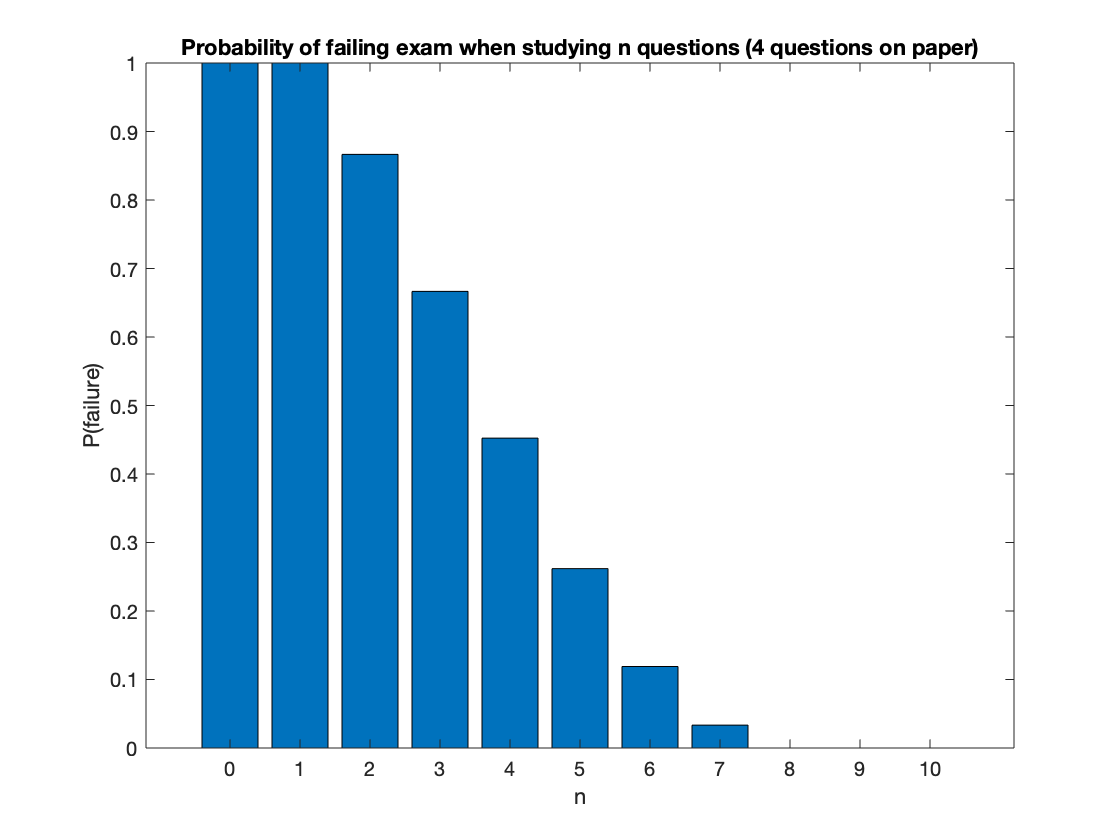 Probability of failing exam when studying n questions (4 questions on paper)
1
0.9
0.8
0.7
0.6
0.5
0.4
0.3
0.2
0.1
0
P(failure)
0 1 2 3 4 5 6 7 8 9 10
n